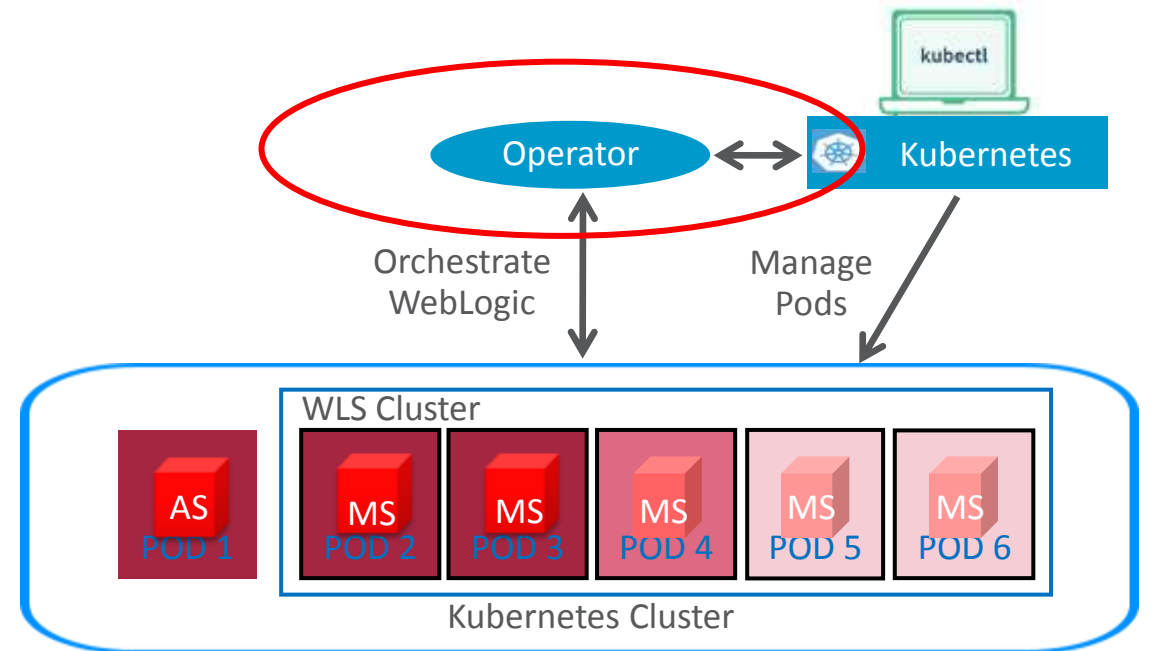 kubectl
Operator
Kubernetes
Orchestrate
WebLogic
Manage
Pods
WLS Cluster
AS
POD 1
MS
POD 2
MS
POD 3
MS
POD 4
MS
POD 5
MS
POD 6
Kubernetes Cluster